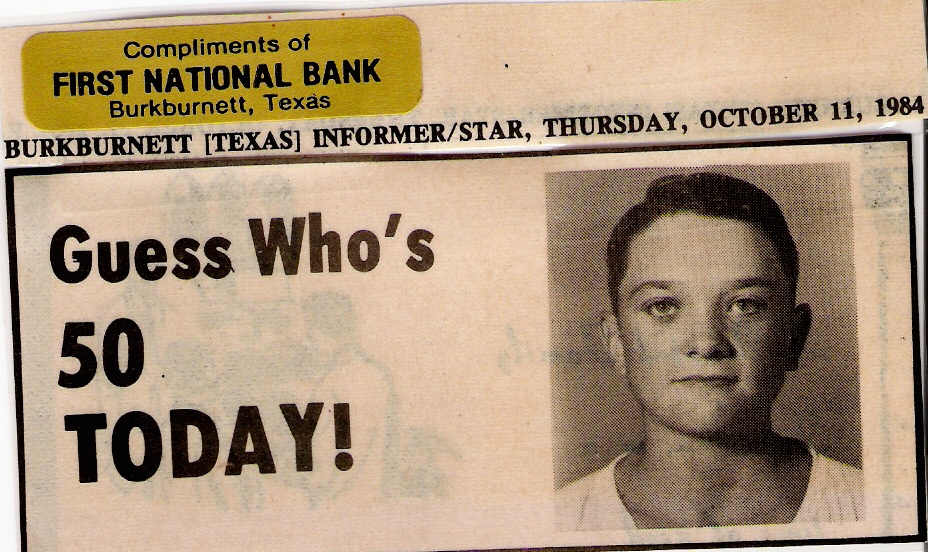 Compliments of
FIRST NATIONAL BANK
Burkburnett, Texas
BURKBURNETT [TEXAS] INFORMER/STAR, THURSDAY, OCTOBER 11, 1984
Guess Who's
50
TODAY!